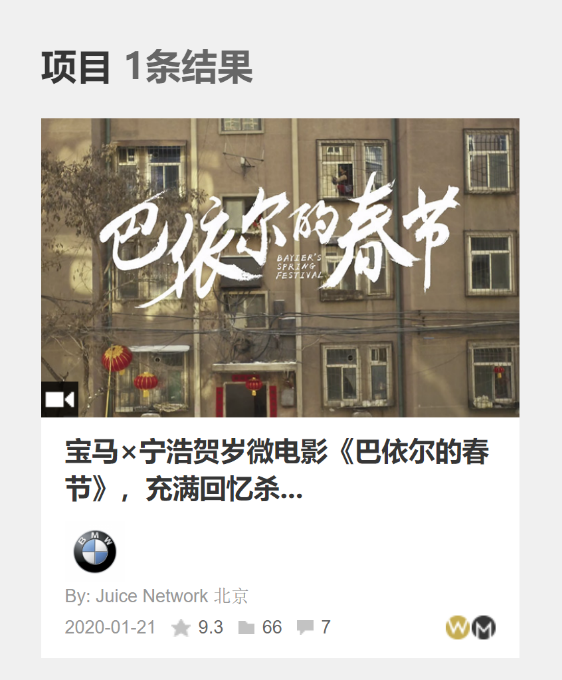 项目 1条结果
巴依尔的春节
BAYIER'S
SPRING
FESTIVAL
宝马×宁浩贺岁微电影《巴依尔的春
节》，充满回忆杀...
BMW
By: Juice Network 北京
2020-01-21 9.3 66 7 W M